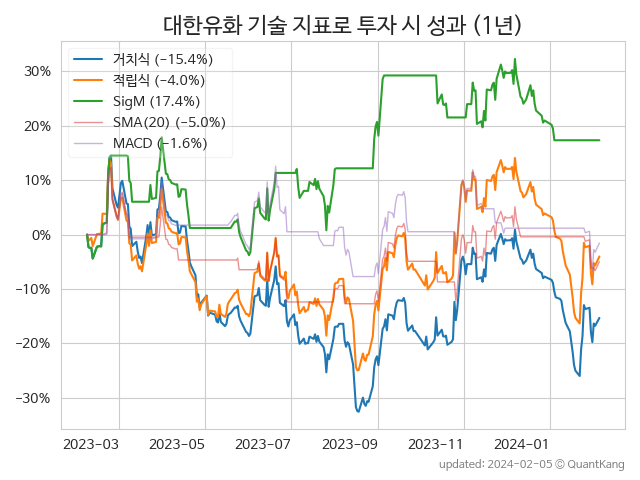 대한유화 기술 지표로 투자 시 성과 (1년)
거치식 (−15.4%)
적립식 (−4.0%)
SigM (17.4%)
SMA(20) (−5.0%)
MACD (−1.6%)
30%
20%
10%
0%
−10%
−20%
−30%
2023-03 2023-05 2023-07 2023-09 2023-11 2024-01
updated: 2024-02-05 © QuantKang